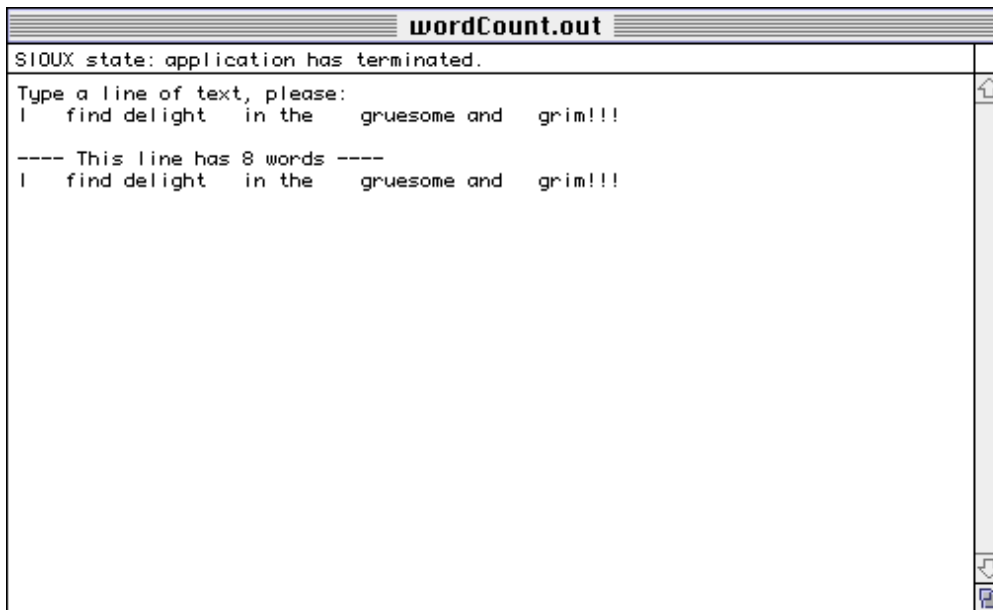 wordCount.out
SIOUX state: application has terminated.
Type a line of text, please:
I   find delight   in the    gruesome and   grim!!!
---- This line has 8 words ----
I   find delight   in the    gruesome and   grim!!!